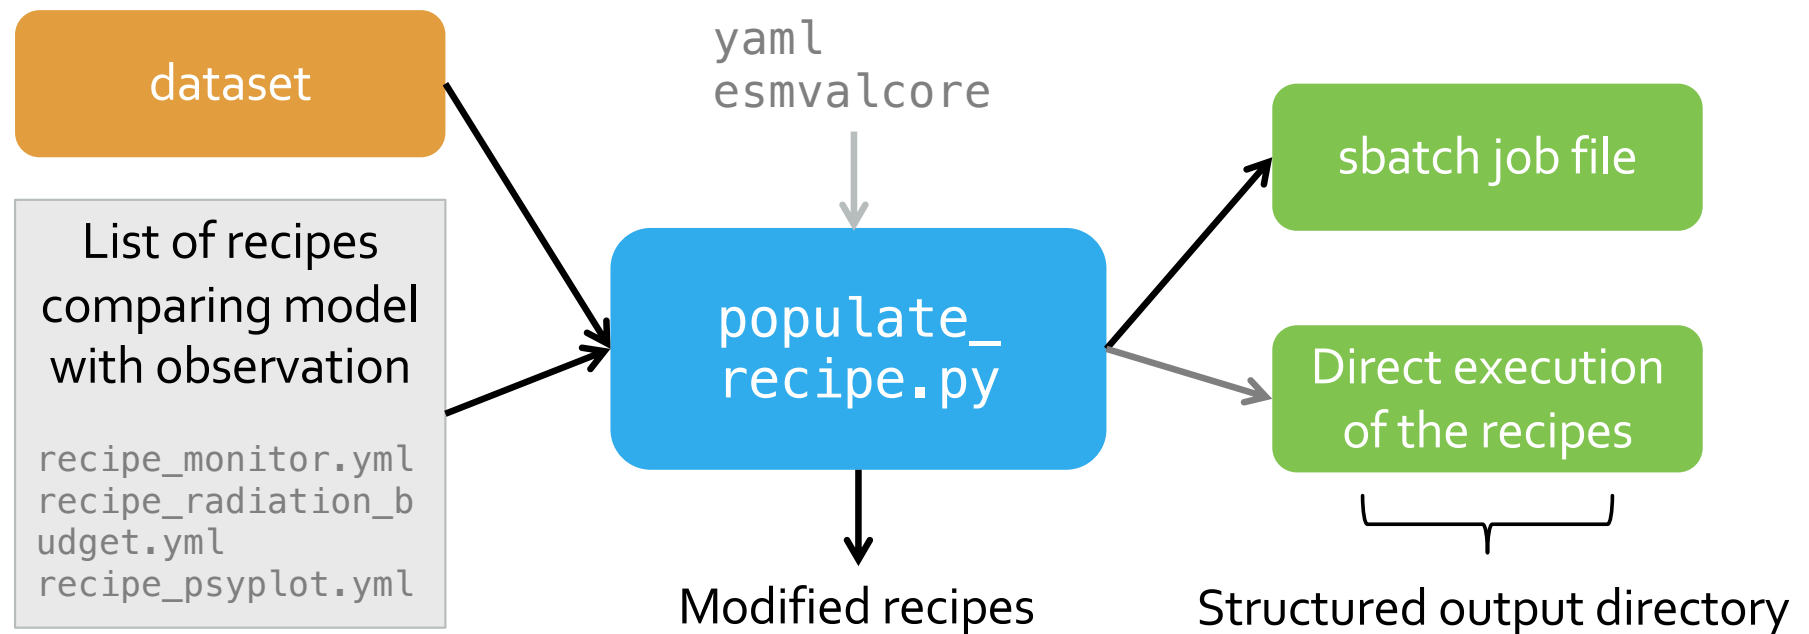 dataset
List of recipes
comparing model
with observation
recipe_monitor.yml
recipe_radiation_b
udget.yml
recipe_psyplot.yml
yaml
esmvalcore
populate_
recipe.py
Modified recipes
sbatch job file
Direct execution
of the recipes
Structured output directory